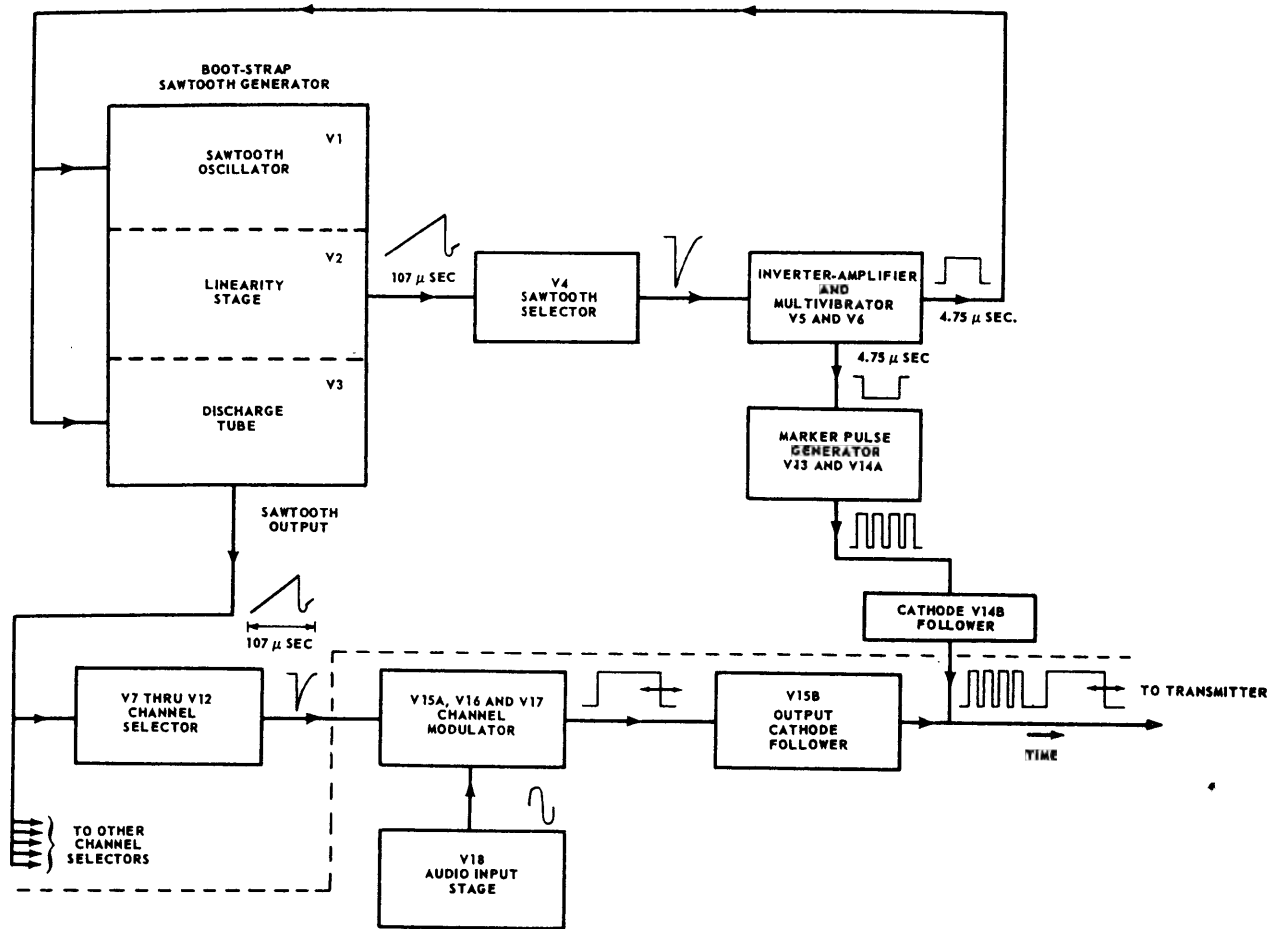 BOOT-STRAP
SAWTOOTH GENERATOR
V1
SAWTOOTH
OSCILLATOR
V2
LINEARITY
STAGE
V3
DISCHARGE
TUBE
107 μ SEC
V4
SAWTOOTH
SELECTOR
INVERTER-AMPLIFIER
AND
MULTIVIBRATOR
V5 AND V6
4.75 μ SEC.
4.75 μ SEC
MARKER PULSE
GENERATOR
V13 AND V14A
SAWTOOTH
OUTPUT
107 μ SEC
CATHODE V14B
FOLLOWER
V7 THRU V12
CHANNEL
SELECTOR
V15A, V16 AND V17
CHANNEL
MODULATOR
V15B
OUTPUT
CATHODE
FOLLOWER
TO TRANSMITTER
TIME
TO OTHER
CHANNEL
SELECTORS
V18
AUDIO INPUT
STAGE